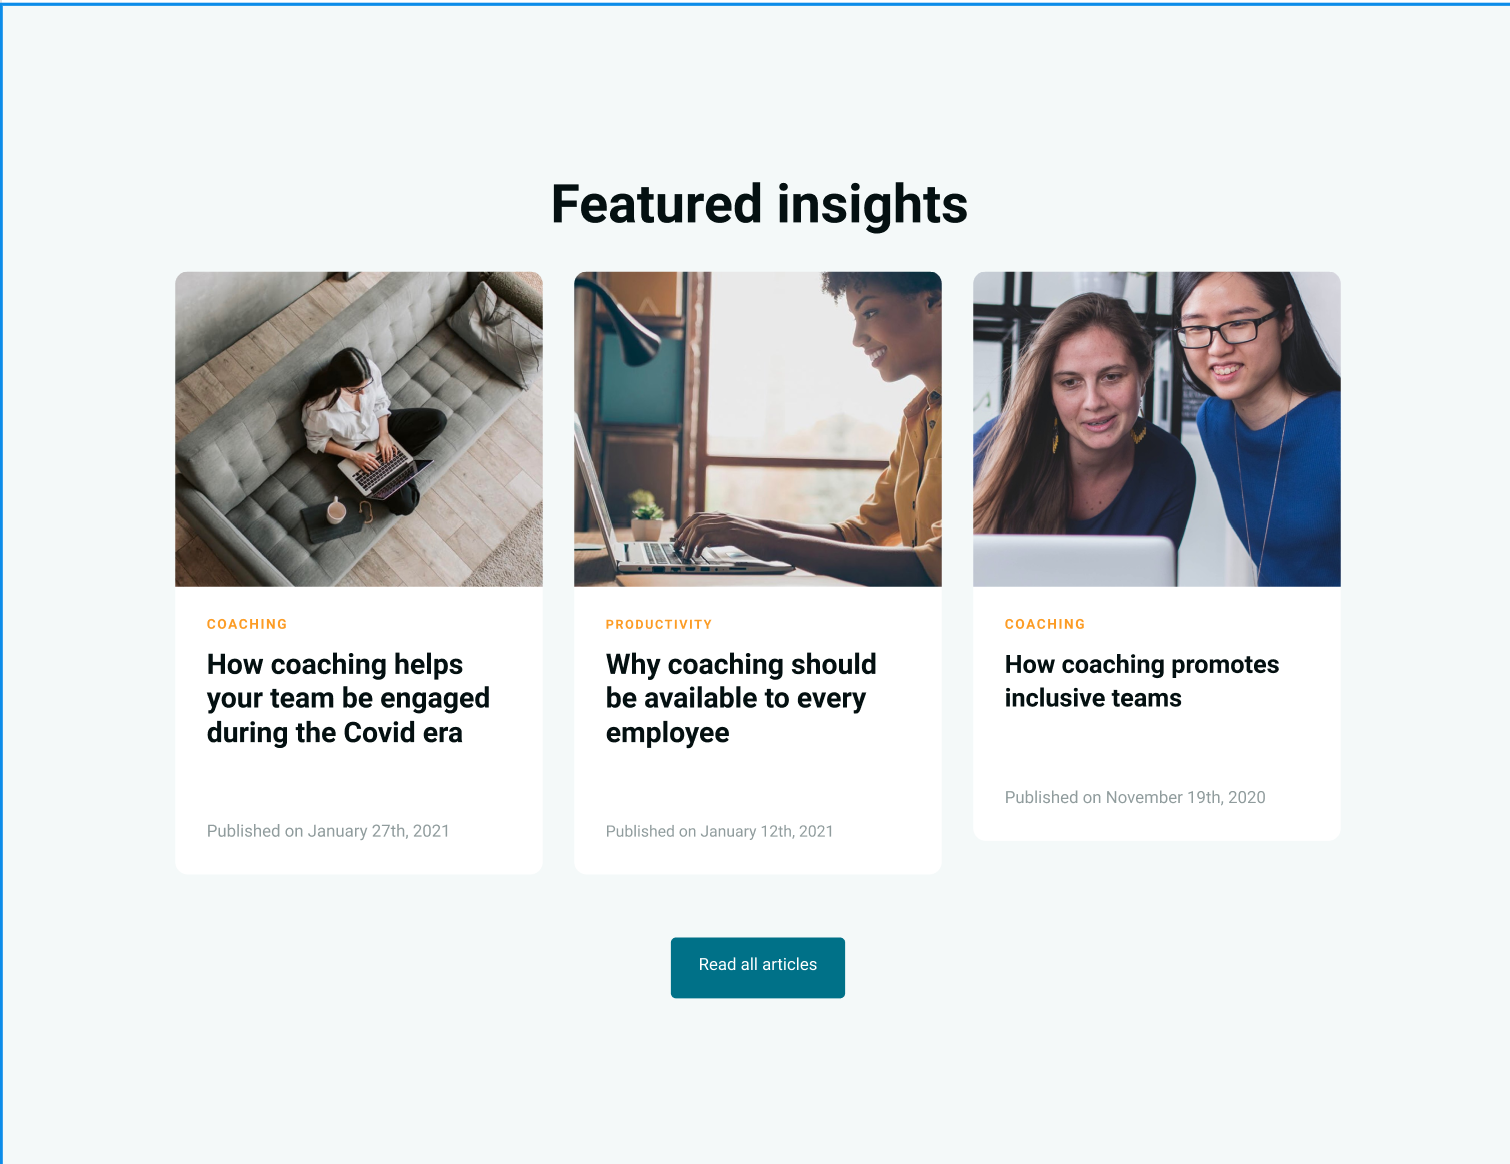 Featured insights
COACHING
How coaching helps
your team be engaged
during the Covid era
Published on January 27th, 2021
PRODUCTIVITY
Why coaching should
be available to every
employee
Published on January 12th, 2021
COACHING
How coaching promotes
inclusive teams
Published on November 19th, 2020
Read all articles